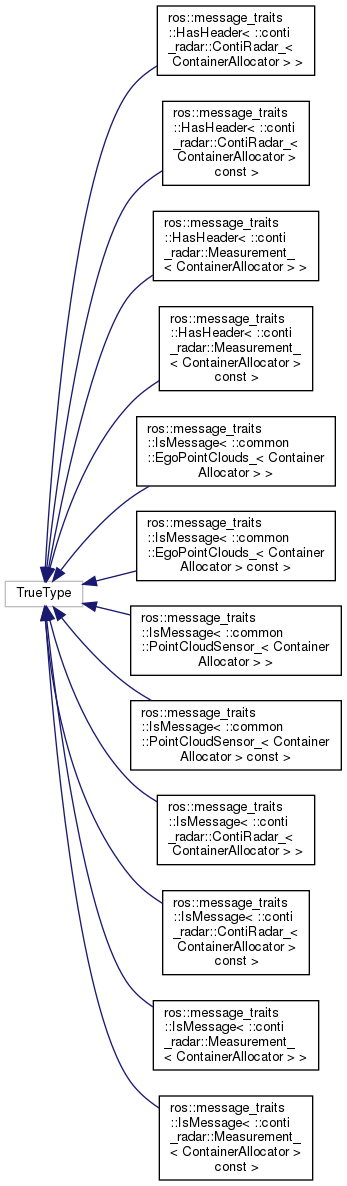 ros::message_traits
::HasHeader< ::conti
_radar::ContiRadar_<
ContainerAllocator > >
ros::message_traits
::HasHeader< ::conti
_radar::ContiRadar_<
ContainerAllocator >
const >
ros::message_traits
::HasHeader< ::conti
_radar::Measurement_
< ContainerAllocator > >
ros::message_traits
::HasHeader< ::conti
_radar::Measurement_
< ContainerAllocator >
const >
ros::message_traits
::IsMessage< ::common
::EgoPointClouds_< Container
Allocator > >
ros::message_traits
::IsMessage< ::common
::EgoPointClouds_< Container
Allocator > const >
TrueType
ros::message_traits
::IsMessage< ::common
::PointCloudSensor_< Container
Allocator > >
ros::message_traits
::IsMessage< ::common
::PointCloudSensor_< Container
Allocator > const >
ros::message_traits
::IsMessage< ::conti
_radar::ContiRadar_<
ContainerAllocator > >
ros::message_traits
::IsMessage< ::conti
_radar::ContiRadar_<
ContainerAllocator >
const >
ros::message_traits
::IsMessage< ::conti
_radar::Measurement_
< ContainerAllocator > >
ros::message_traits
::IsMessage< ::conti
_radar::Measurement_
< ContainerAllocator >
const >